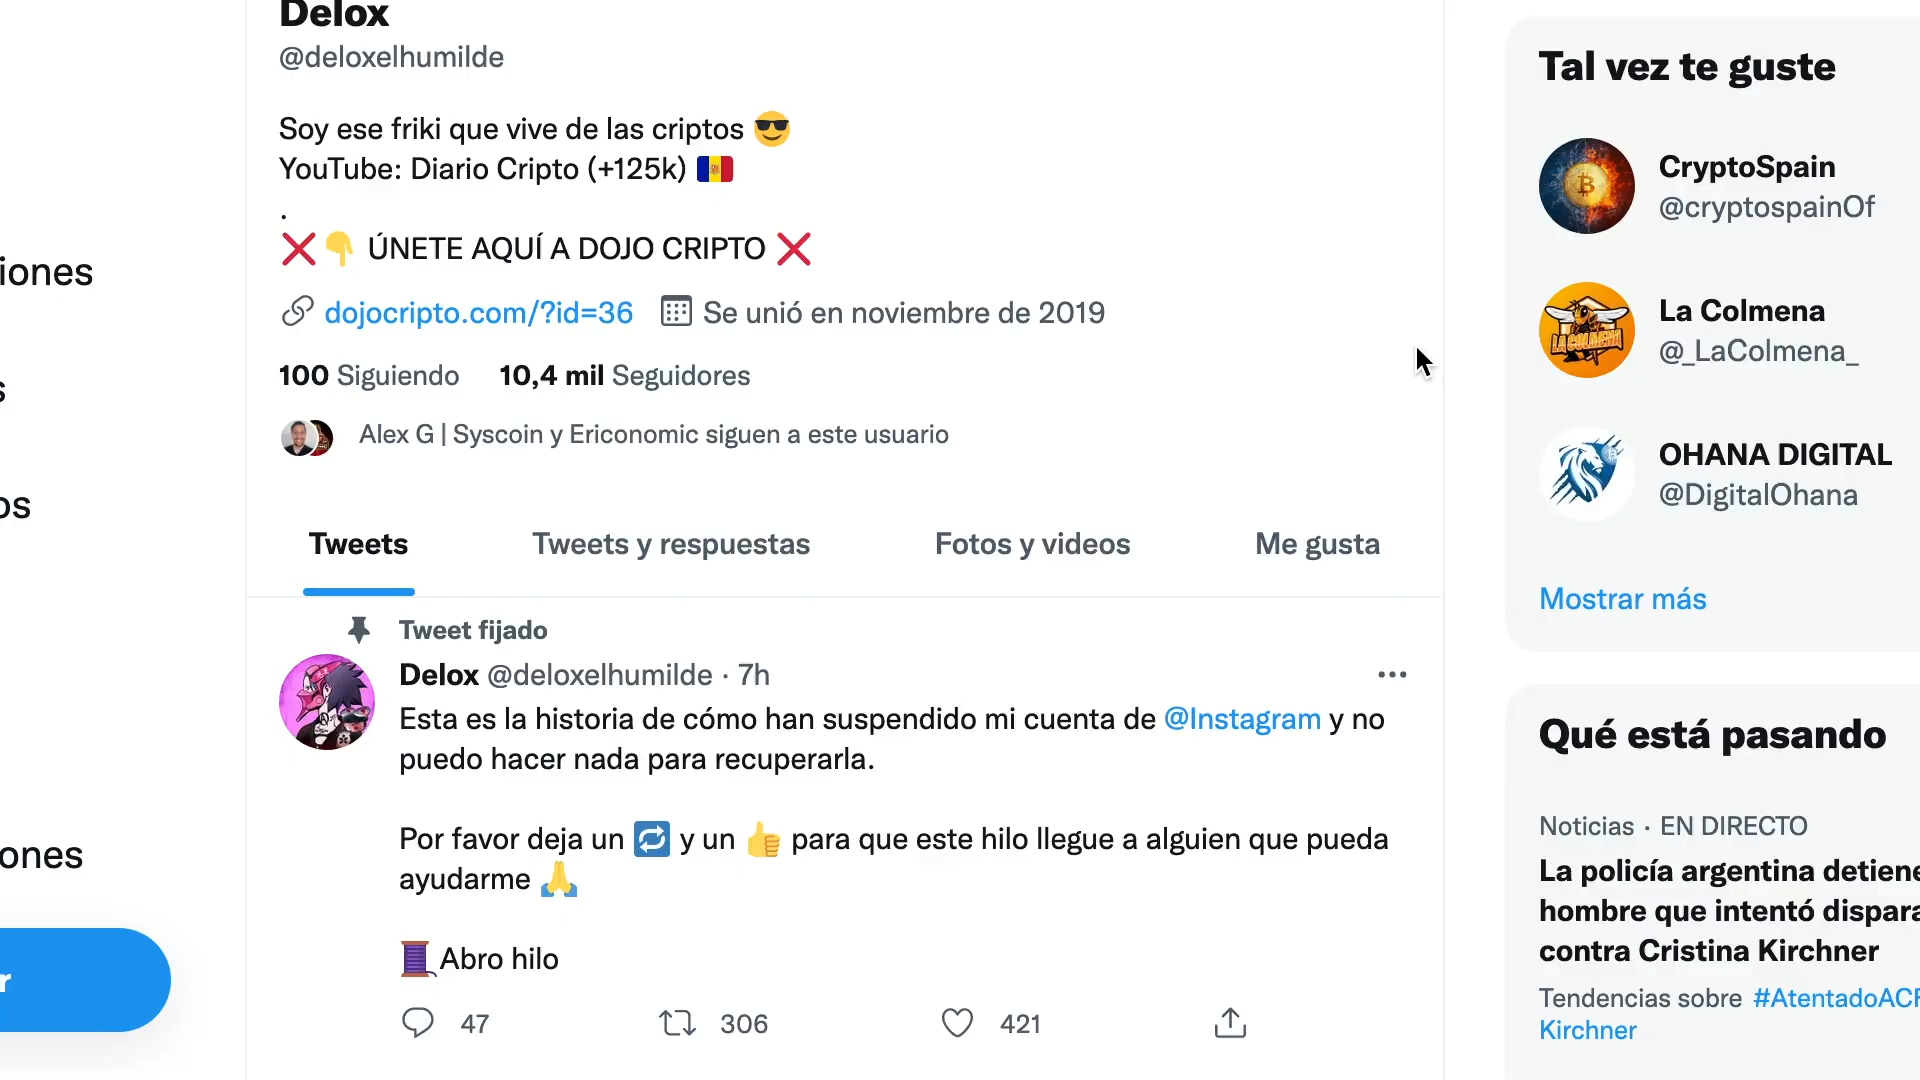 Delox
@deloxelhumilde
Soy ese friki que vive de las criptos 😎
YouTube: Diario Cripto (+125k) 🇦🇩
.
❌👇 ÚNETE AQUÍ A DOJO CRIPTO ❌
dojocripto.com/?id=36 Se unió en noviembre de 2019
100 Siguiendo 10,4 mil Seguidores
Alex G | Syscoin y Ericonomic siguen a este usuario
Tweets Tweets y respuestas Fotos y videos Me gusta
Tweet fijado
Delox @deloxelhumilde · 7h
Esta es la historia de cómo han suspendido mi cuenta de @Instagram y no
puedo hacer nada para recuperarla.
Por favor deja un 🔁 y un 👍 para que este hilo llegue a alguien que pueda
ayudarme 🙏
🧵Abro hilo
47 306 421
iones
s
os
ones
r
Tal vez te guste
CryptoSpain
@cryptospainOf
LA COLMENA
La Colmena
@_LaColmena_
OHANA DIGITAL
@DigitalOhana
Mostrar más
Qué está pasando
Noticias · EN DIRECTO
La policía argentina detiene
hombre que intentó dispara
contra Cristina Kirchner
Tendencias sobre #AtentadoACF
Kirchner